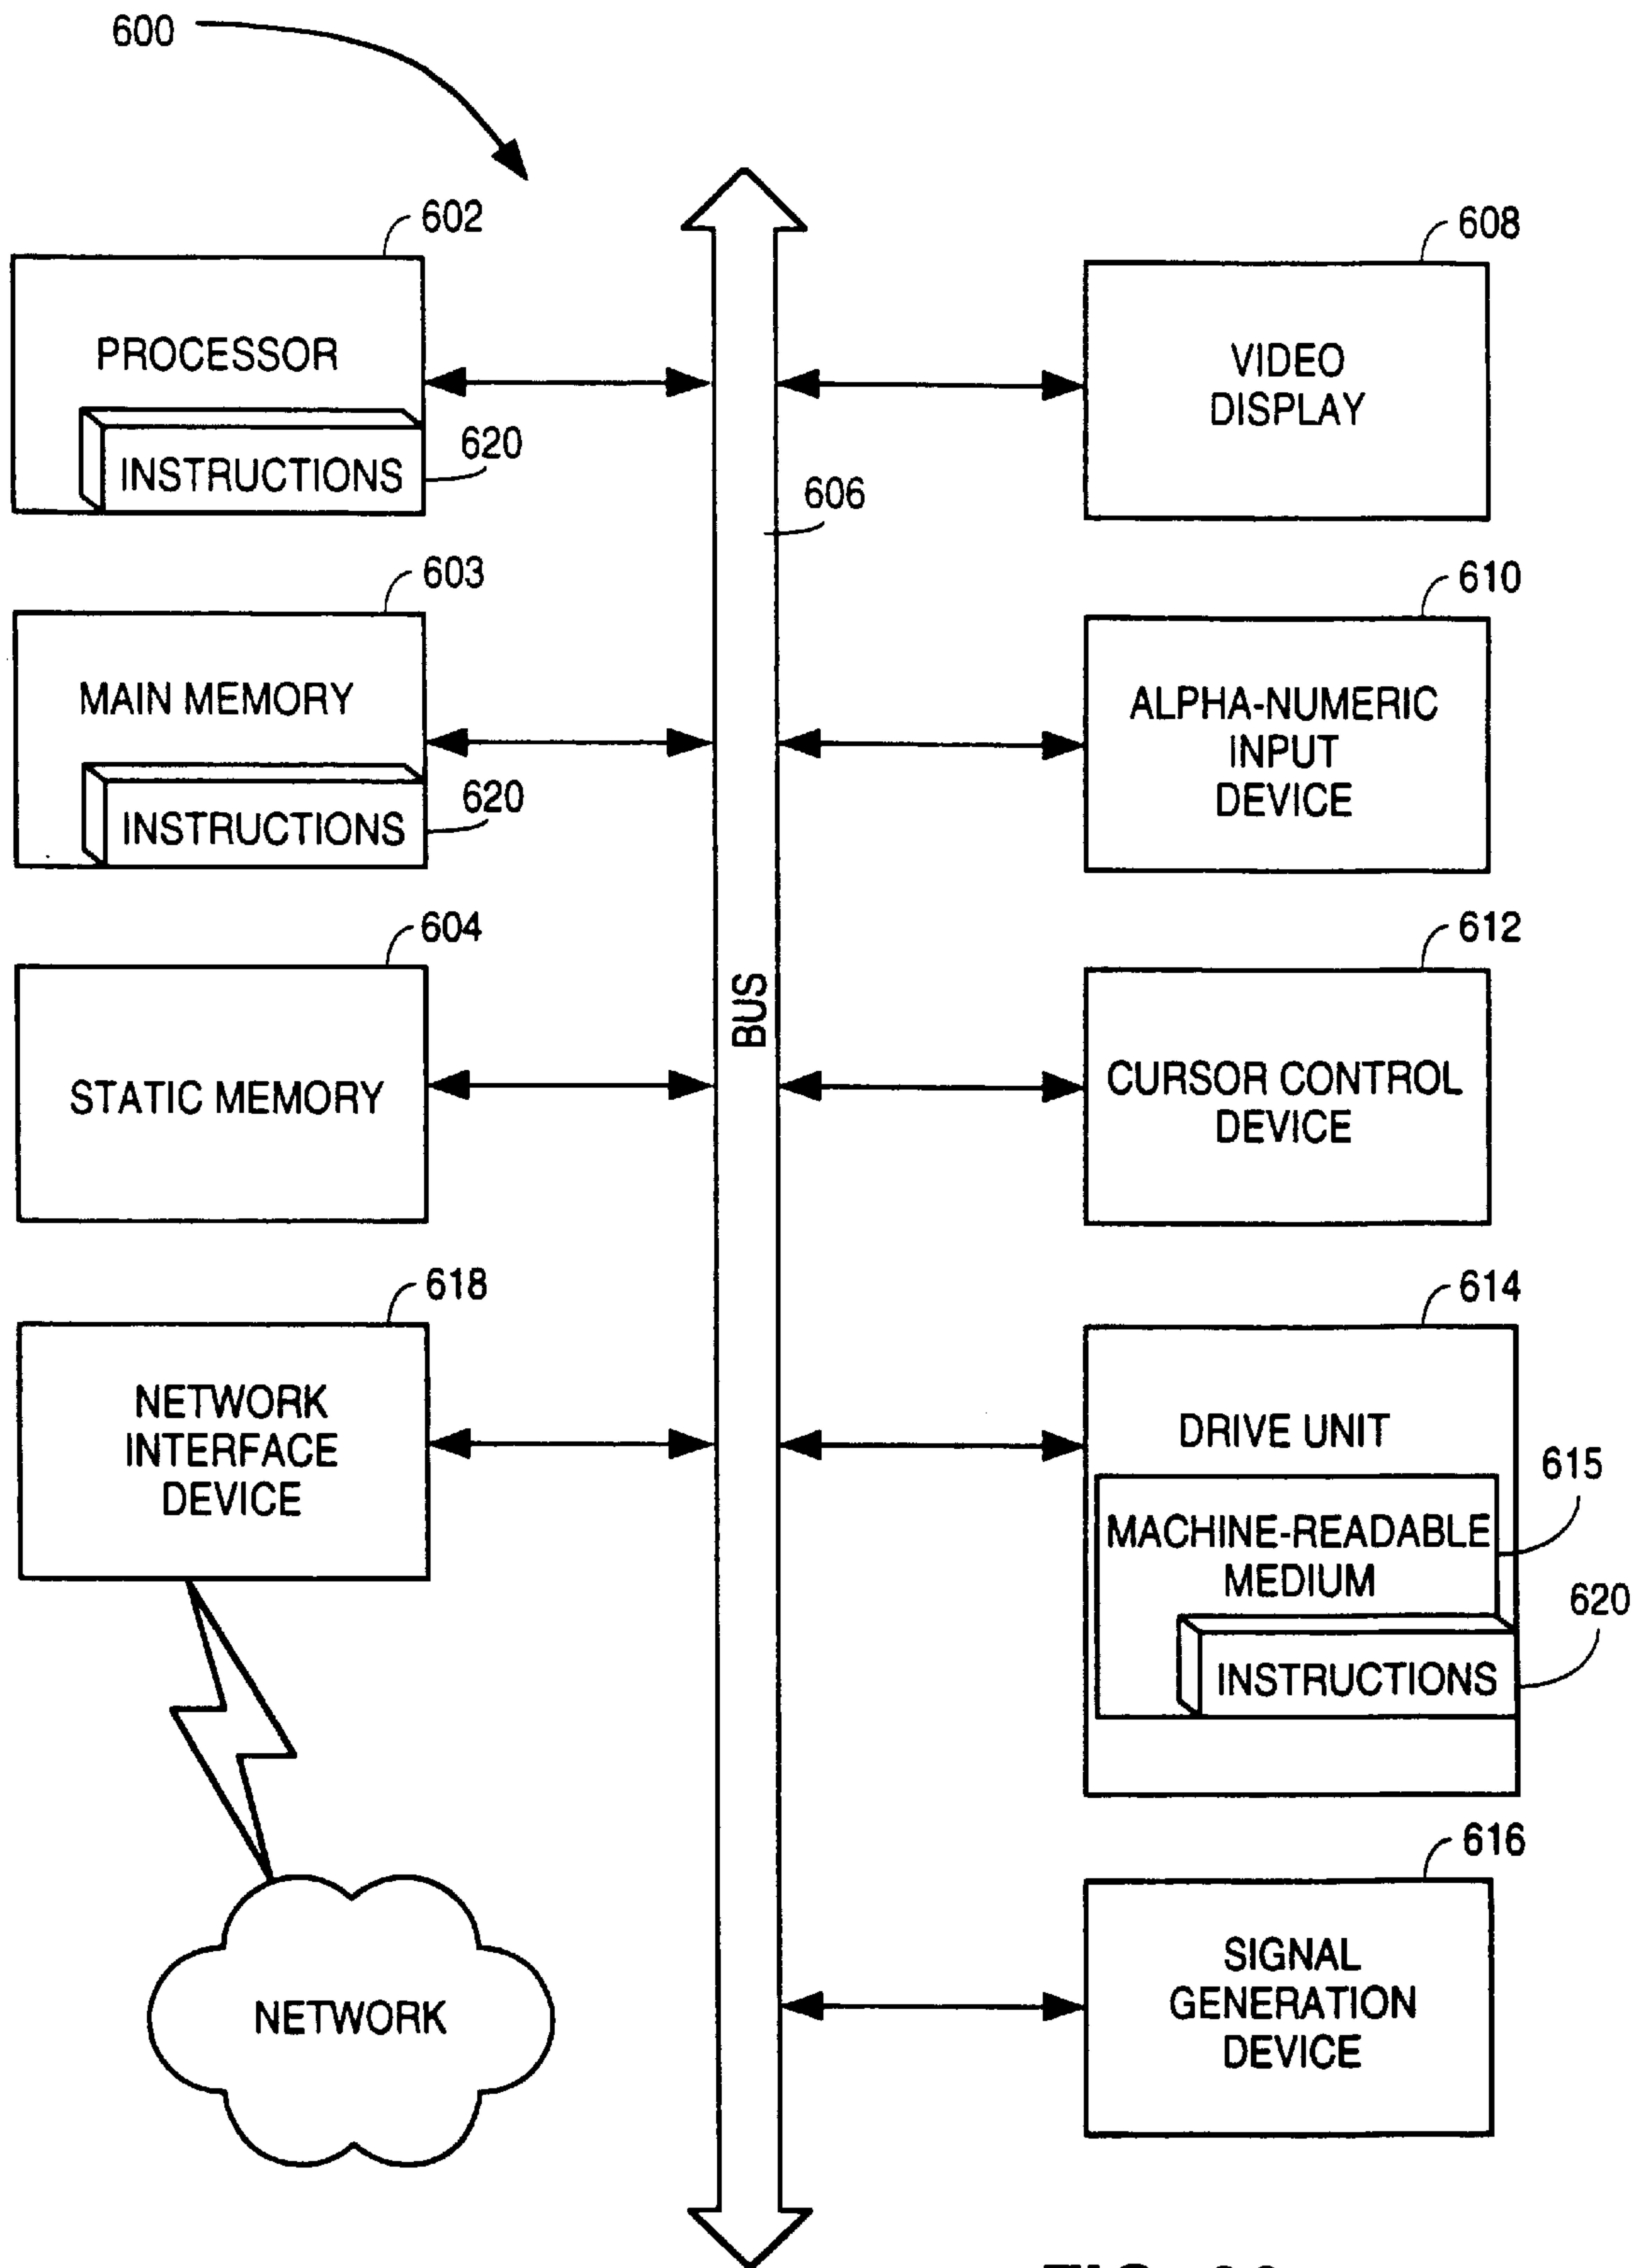 600
602
PROCESSOR
INSTRUCTIONS
620
603
MAIN MEMORY
INSTRUCTIONS
620
604
STATIC MEMORY
618
NETWORK
INTERFACE
DEVICE
NETWORK
606
BUS
608
VIDEO
DISPLAY
610
ALPHA-NUMERIC
INPUT
DEVICE
612
CURSOR CONTROL
DEVICE
614
DRIVE UNIT
615
MACHINE-READABLE
MEDIUM
620
INSTRUCTIONS
616
SIGNAL
GENERATION
DEVICE